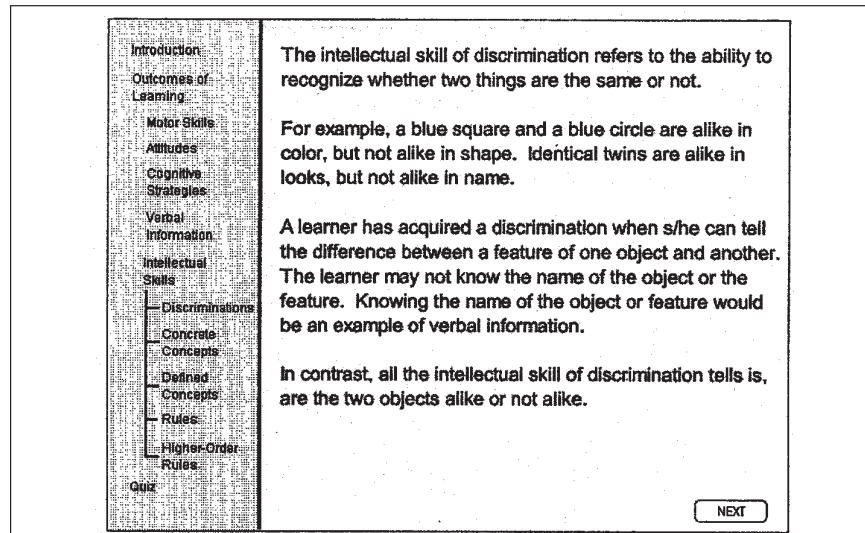 Introduction
Outcomes of
Learning
Motor Skills
Attitudes
Cognitive
Strategies
Verbal
Information
Intellectual
Skills
Discriminations
Concrete
Concepts
Defined
Concepts
Rules
Higher-Order
Rules
Quiz
The intellectual skill of discrimination refers to the ability to
recognize whether two things are the same or not.
For example, a blue square and a blue circle are alike in
color, but not alike in shape. Identical twins are alike in
looks, but not alike in name.
A learner has acquired a discrimination when s/he can tell
the difference between a feature of one object and another.
The learner may not know the name of the object or the
feature. Knowing the name of the object or feature would
be an example of verbal information.
In contrast, all the intellectual skill of discrimination tells is,
are the two objects alike or not alike.
NEXT